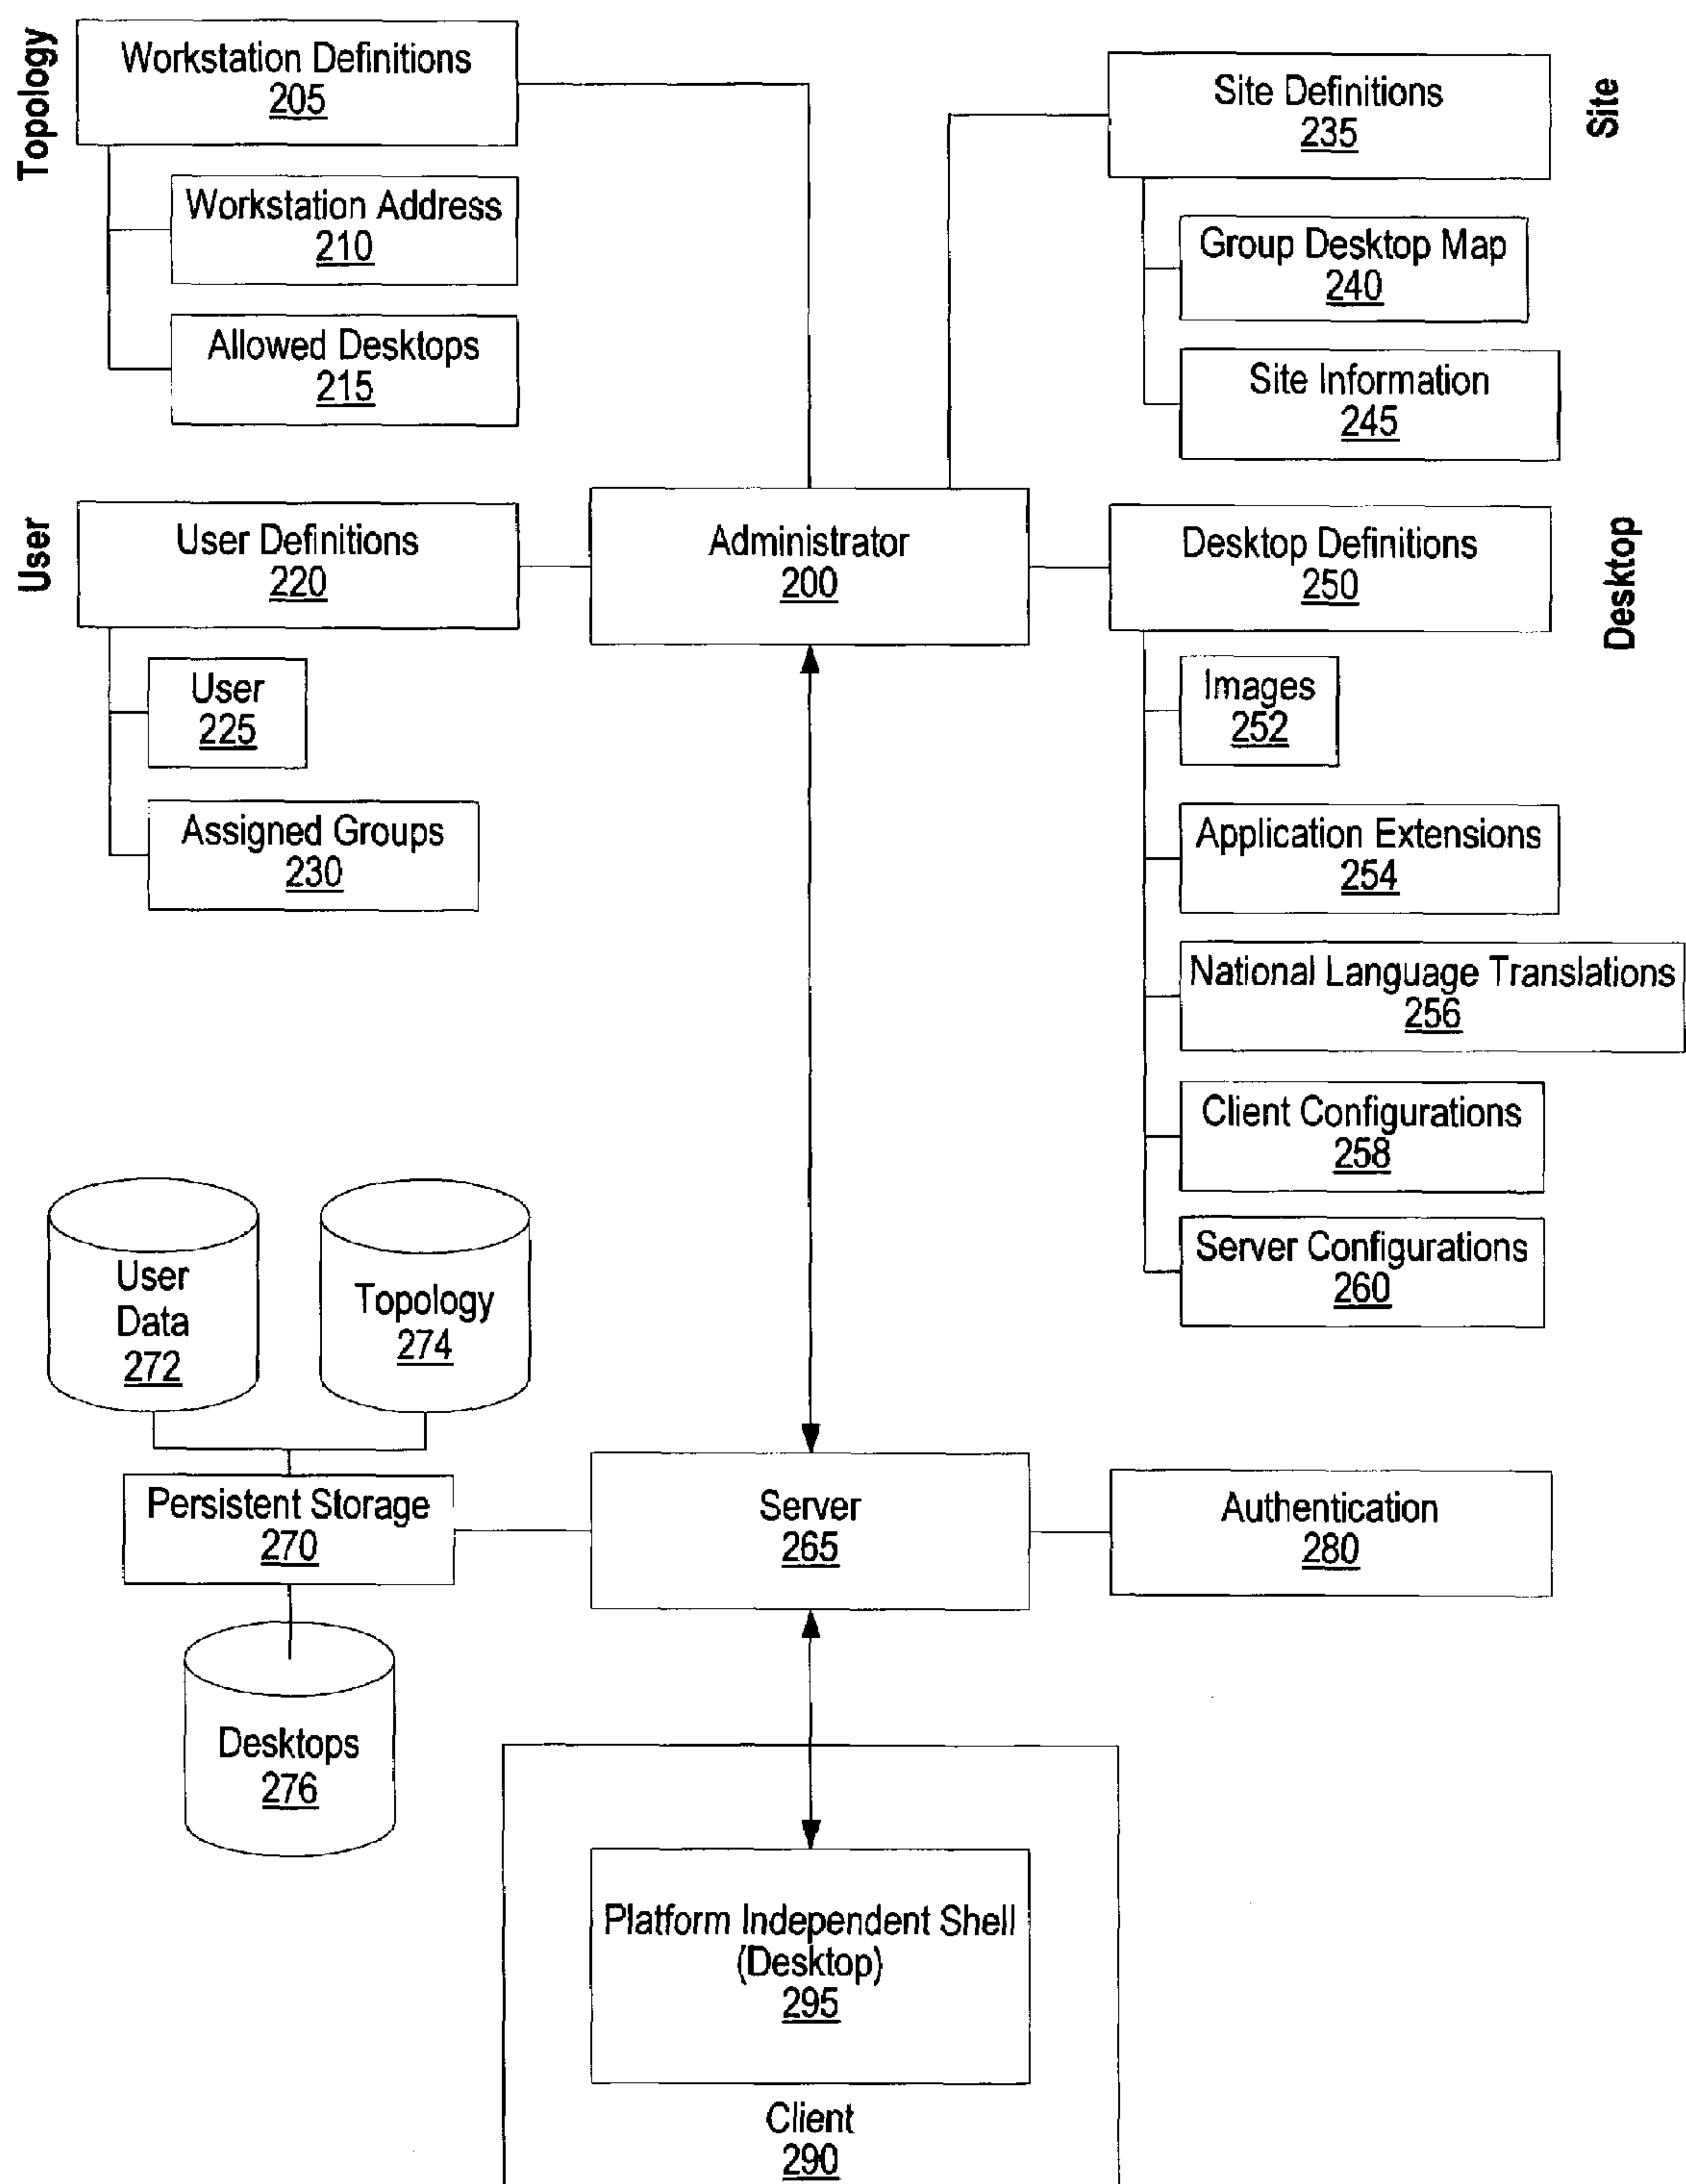 Topology
Workstation Definitions
205
Workstation Address
210
Allowed Desktops
215
Site
Site Definitions
235
Group Desktop Map
240
Site Information
245
User
User Definitions
220
User
225
Assigned Groups
230
Administrator
200
Desktop
Desktop Definitions
250
Images
252
Application Extensions
254
National Language Translations
256
Client Configurations
258
Server Configurations
260
User
Data
272
Topology
274
Persistent Storage
270
Desktops
276
Server
265
Authentication
280
Platform Independent Shell
(Desktop)
295
Client
290